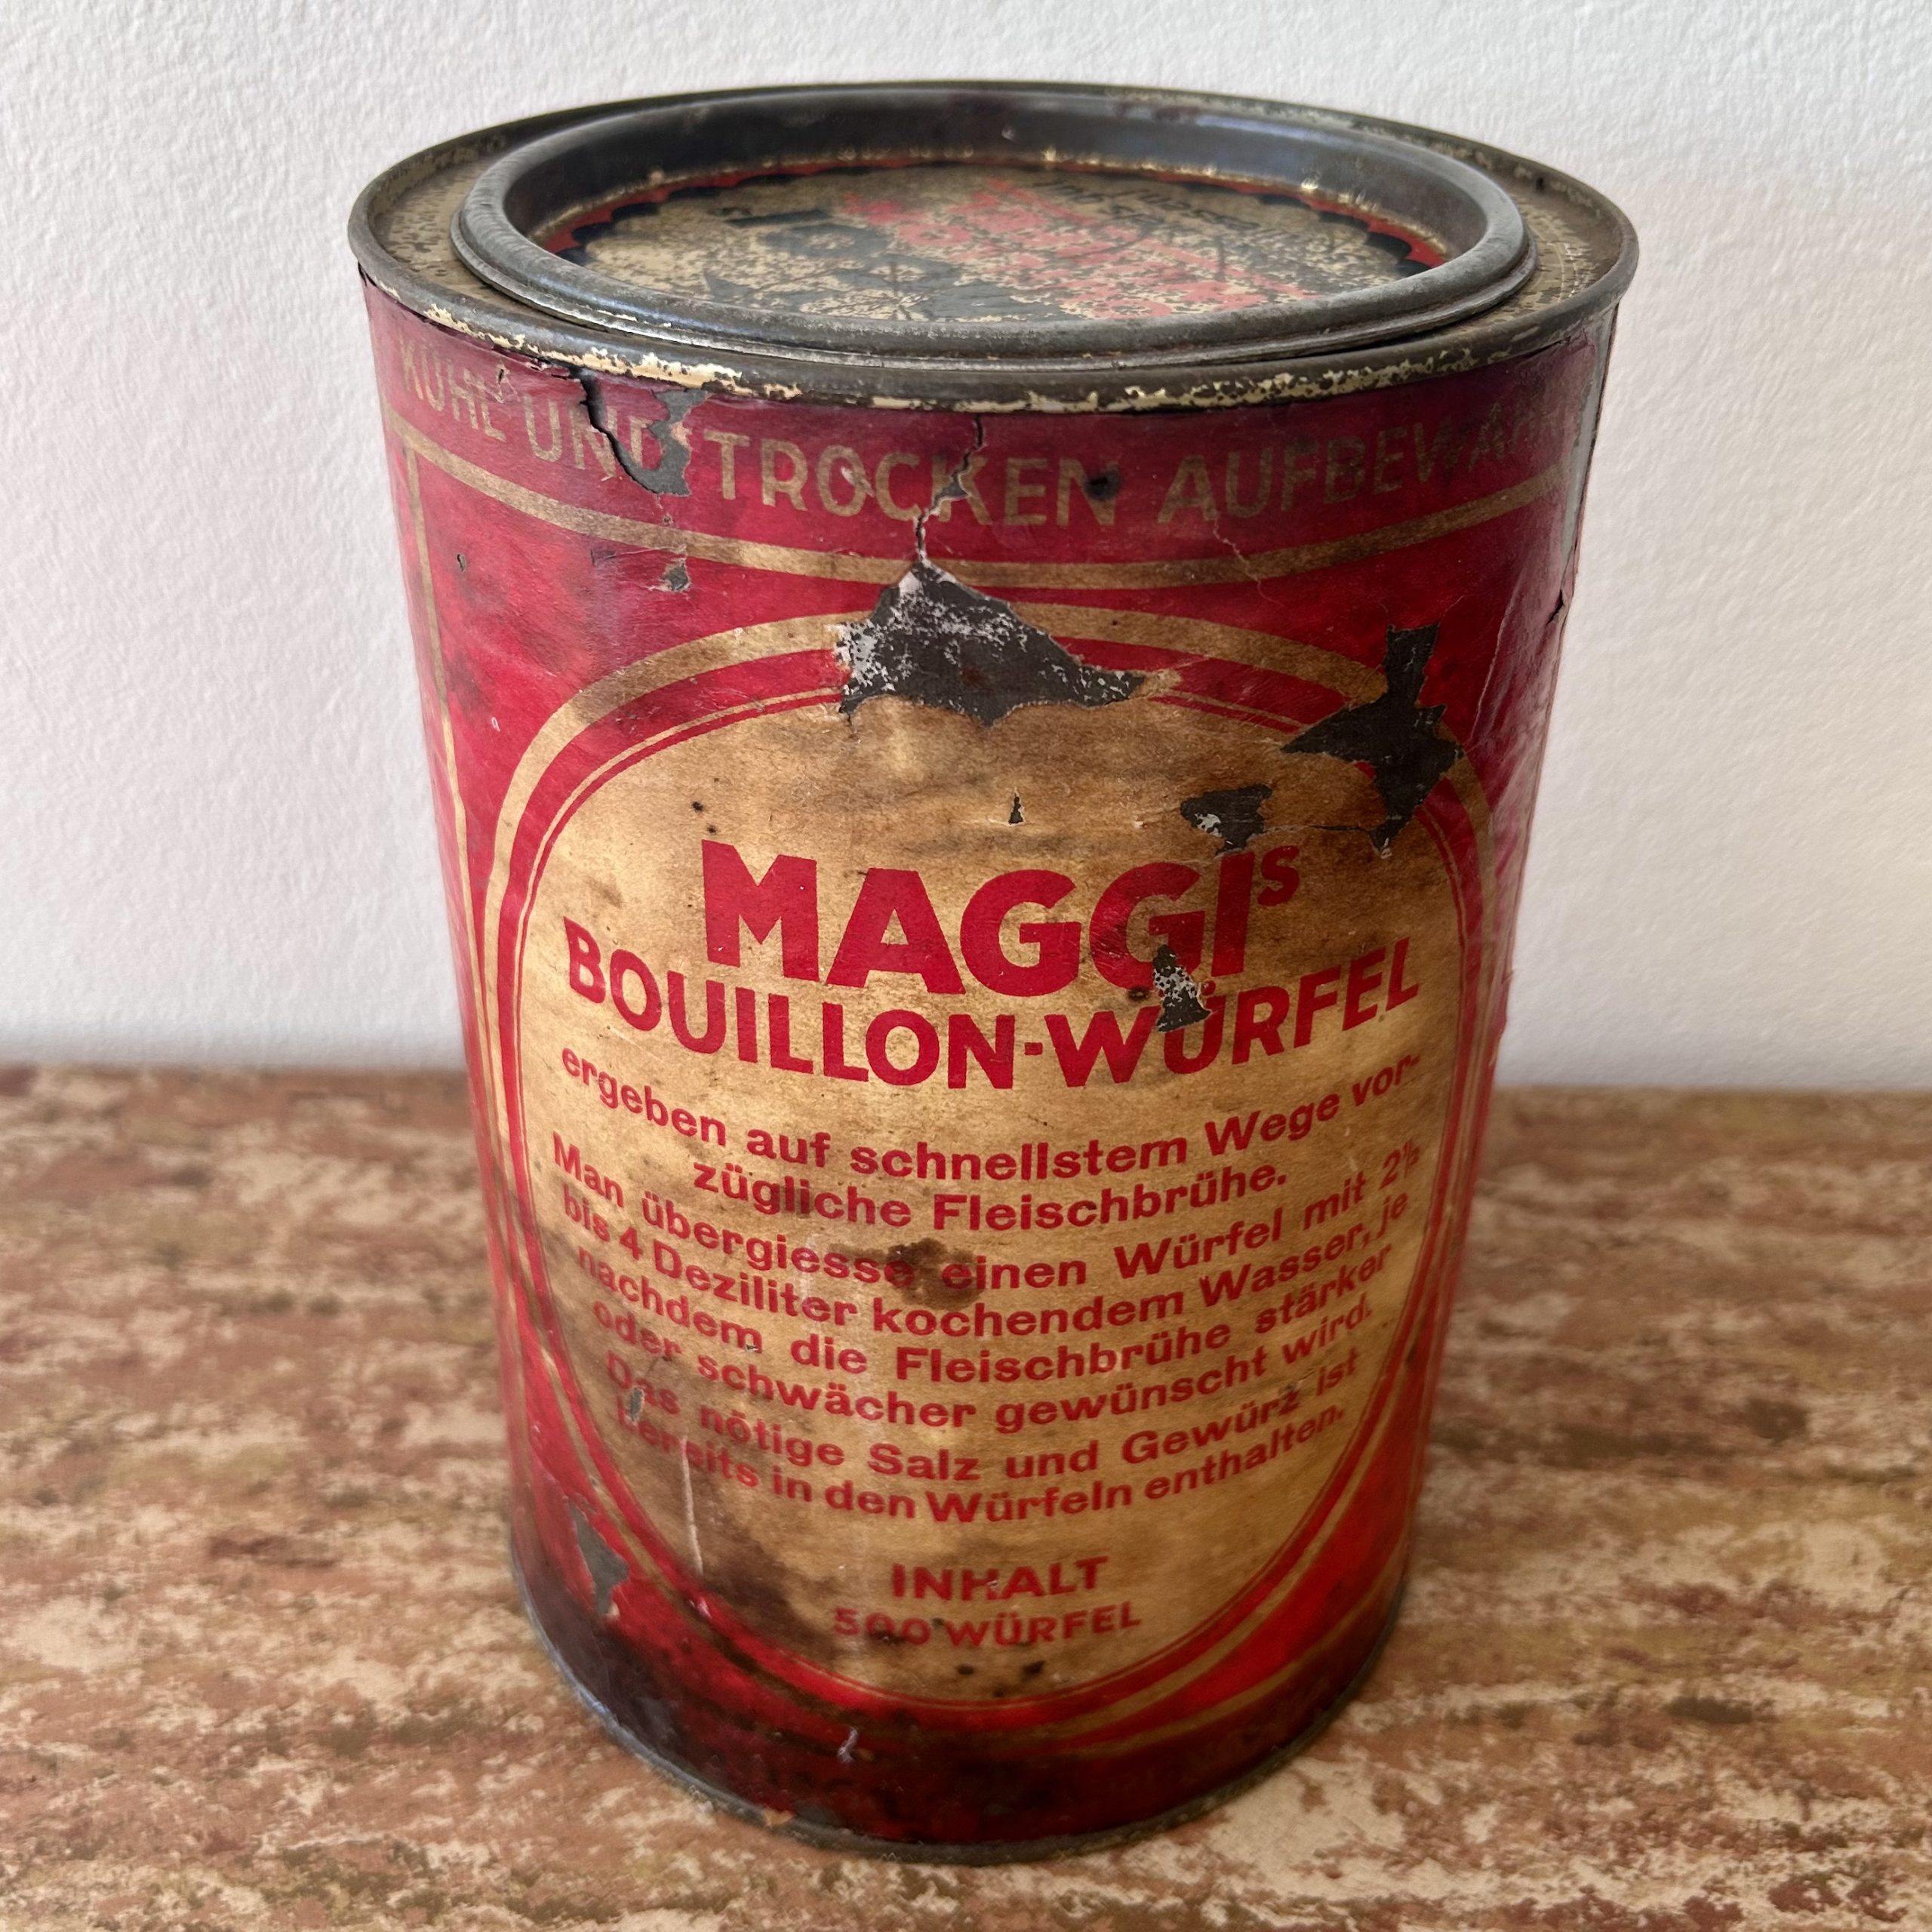 KÜHL UND TROCKEN
MAGGIs
BOUILLON-WÜRFEL
ergeben auf schnellstem Wege vor-
zügliche Fleischbrühe.
Man übergiesse einen Würfel mit 2½
bis 4 Deziliter kochendem Wasser, je
nachdem die Fleischbrühe stärker
oder schwächer gewünscht wird.
Das nötige Salz und Gewürz ist
bereits in den Würfeln enthalten.
INHALT
500 WÜRFEL